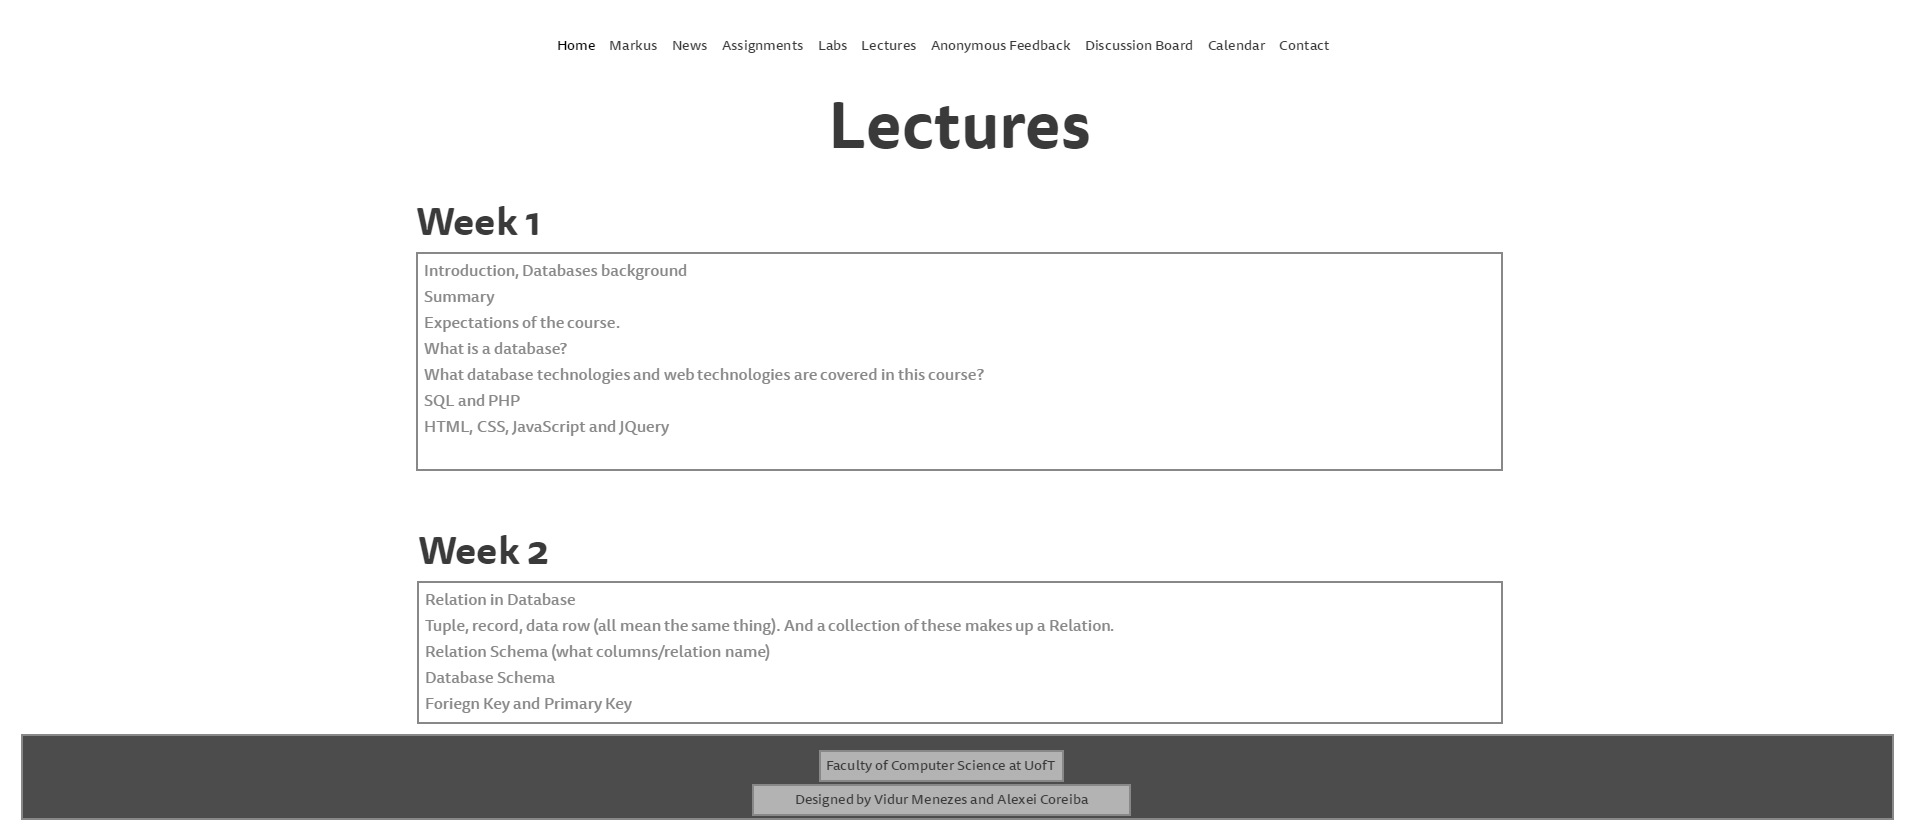 Home Markus News Assignments Labs Lectures Anonymous Feedback Discussion Board Calendar Contact
Lectures
Week 1
Introduction, Databases background
Summary
Expectations of the course.
What is a database?
What database technologies and web technologies are covered in this course?
SQL and PHP
HTML, CSS, JavaScript and JQuery
Week 2
Relation in Database
Tuple, record, data row (all mean the same thing). And a collection of these makes up a Relation.
Relation Schema (what columns/relation name)
Database Schema
Foriegn Key and Primary Key
Faculty of Computer Science at UofT
Designed by Vidur Menezes and Alexei Coreiba